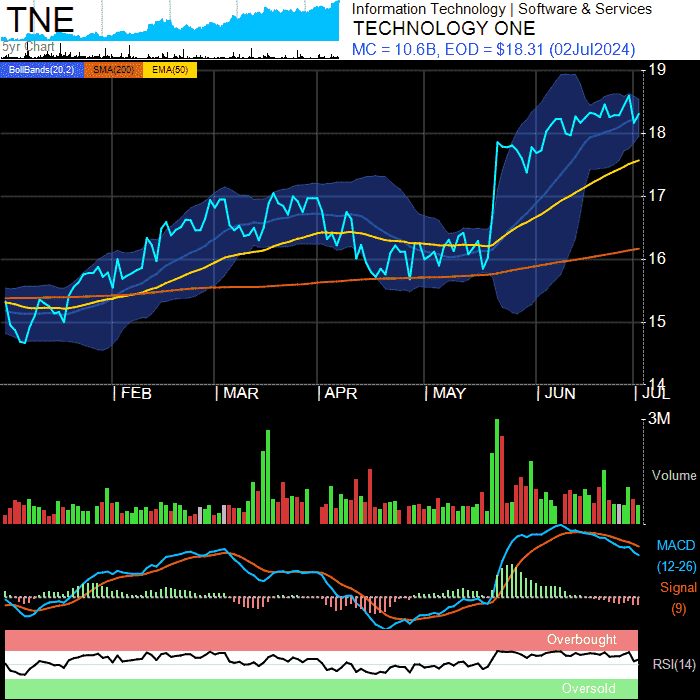 TNE
Information Technology | Software & Services
TECHNOLOGY ONE
MC = 10.6B, EOD = $18.31 (02Jul2024)
5yr Chart
BollBands(20,2) SMA(200) EMA(50)
19
18
17
16
15
14
FEB MAR APR MAY JUN JUL
3M
Volume
MACD
(12-26)
Signal
(9)
Overbought
RSI(14)
Oversold